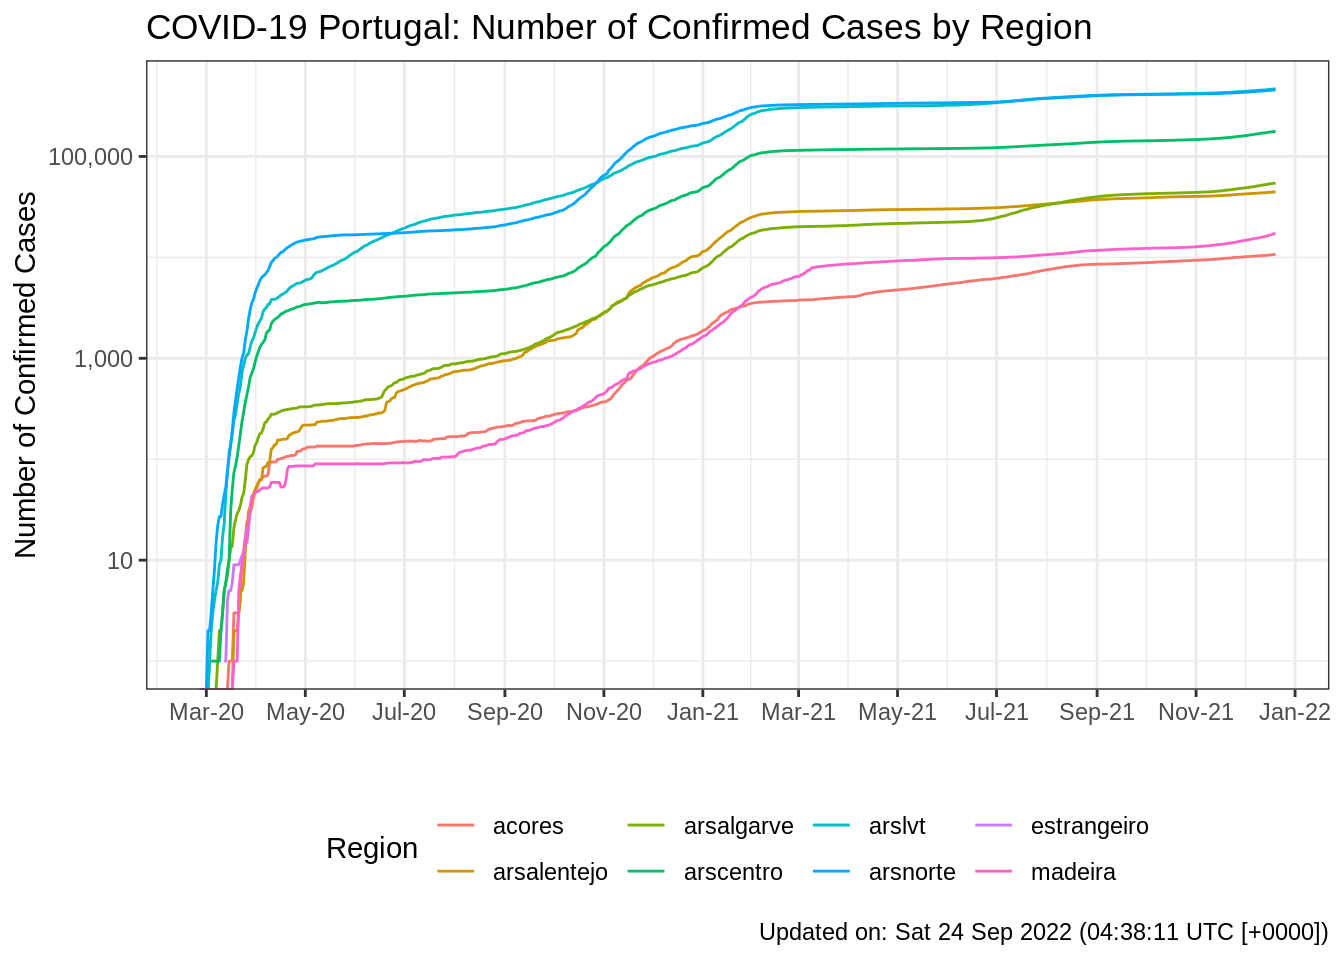 COVID-19 Portugal: Number of Confirmed Cases by Region
Number of Confirmed Cases
100,000
1,000
10
Mar-20 May-20 Jul-20 Sep-20 Nov-20 Jan-21 Mar-21 May-21 Jul-21 Sep-21 Nov-21 Jan-22
Region
acores arsalgarve arslvt estrangeiro
arsalentejo arscentro arsnorte madeira
Updated on: Sat 24 Sep 2022 (04:38:11 UTC [+0000])